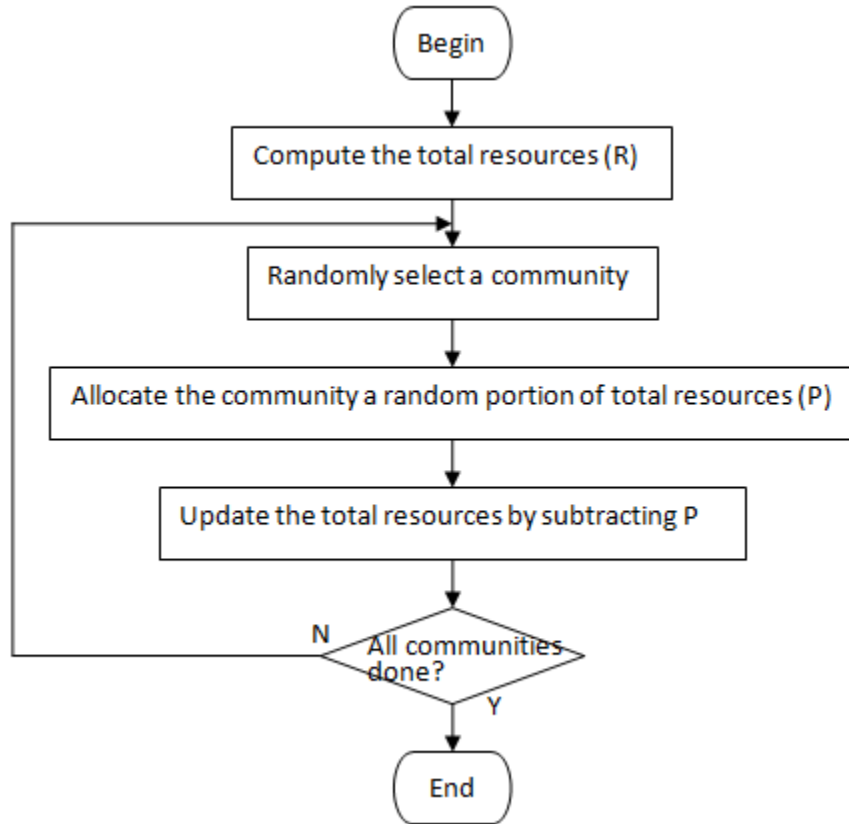 Begin
Compute the total resources (R)
Randomly select a community
Allocate the community a random portion of total resources (P)
Update the total resources by subtracting P
N
All communities
done?
Y
End